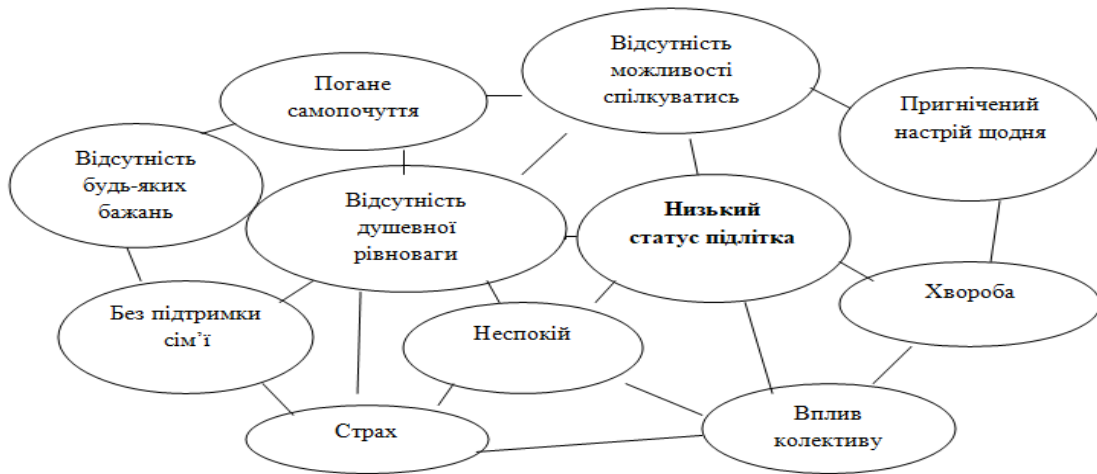 Відсутність
можливості
спілкуватись
Погане
самопочуття
Пригнічений
настрій щодня
Відсутність
будь-яких
бажань
Відсутність
душевної
рівноваги
Низький
статус підлітка
Хвороба
Без підтримки
сім’ї
Неспокій
Страх
Вплив
колективу